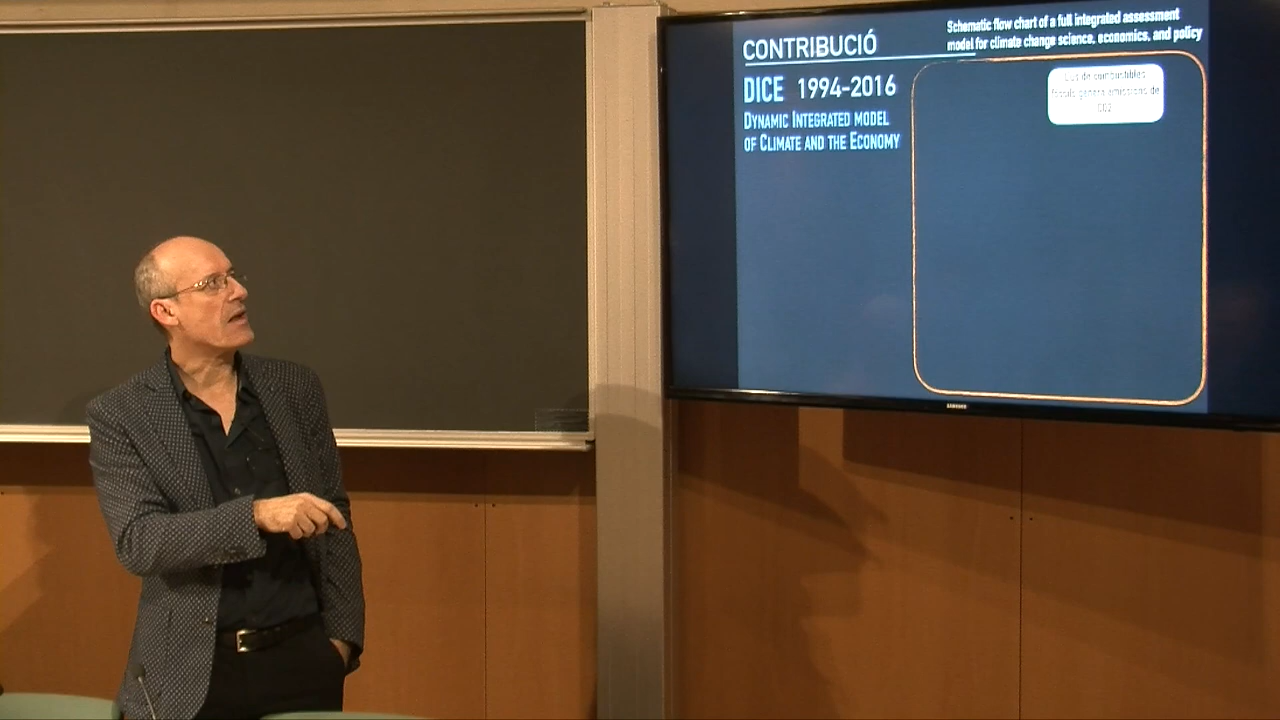 CONTRIBUCIÓ
DICE 1994-2016
DYNAMIC INTEGRATED MODEL
OF CLIMATE AND THE ECONOMY
Schematic flow chart of a full integrated assessment
model for climate change science, economics, and policy
L'ús de combustibles
fòssils genera emissions de
CO2
SAMSUNG